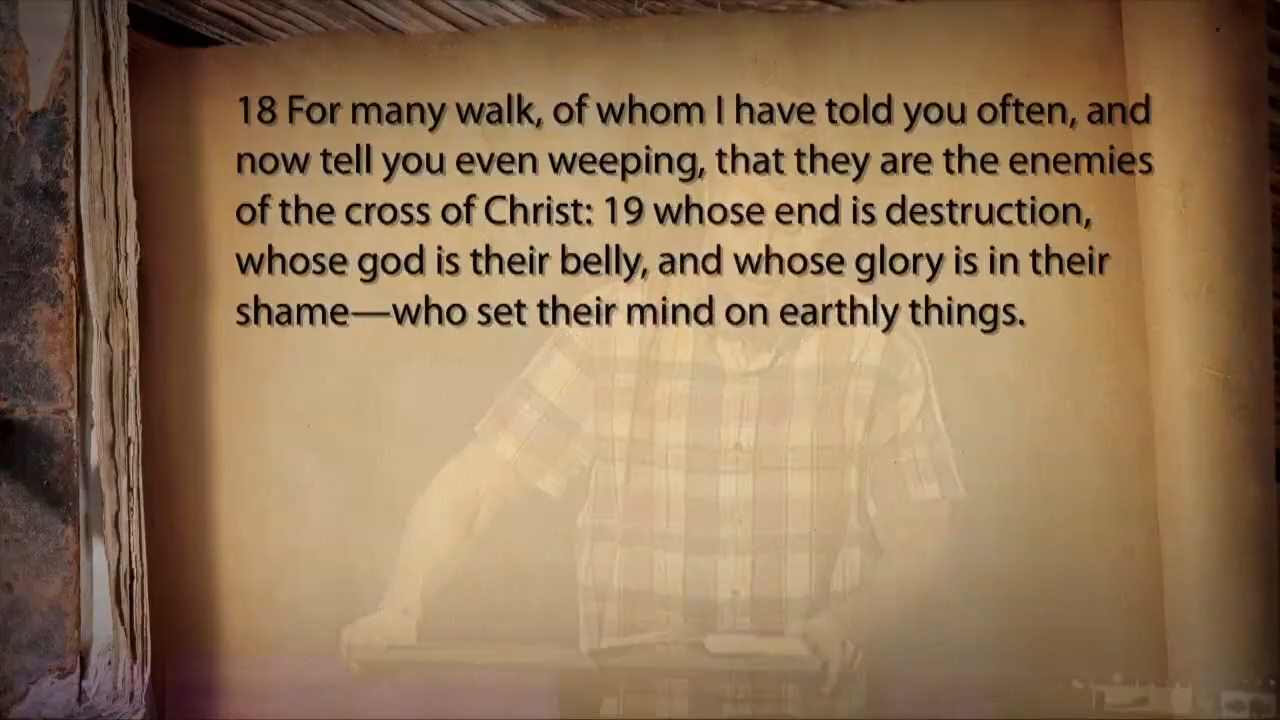 18 For many walk, of whom I have told you often, and
now tell you even weeping, that they are the enemies
of the cross of Christ: 19 whose end is destruction,
whose god is their belly, and whose glory is in their
shame—who set their mind on earthly things.